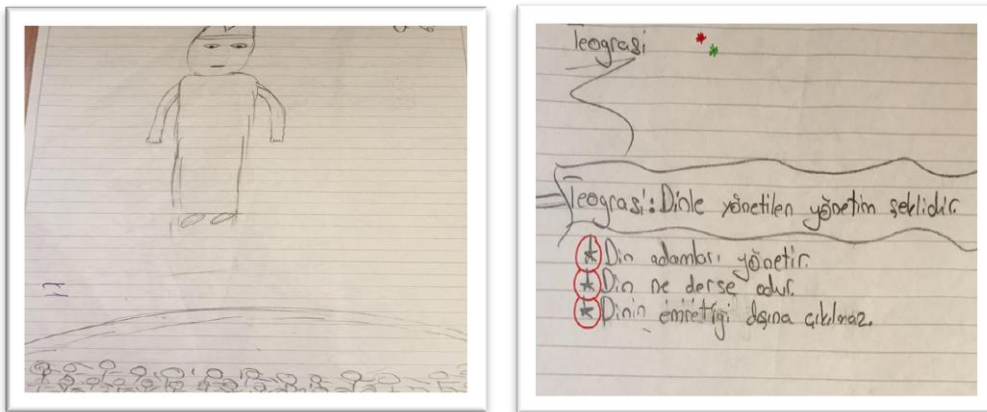 Teograsi
Teograsi: Dinle yönetilen yönetim şeklidir.
* Din adamları yönetir.
* Din ne derse odur.
* Dinin emrettiği dışına çıkılmaz.